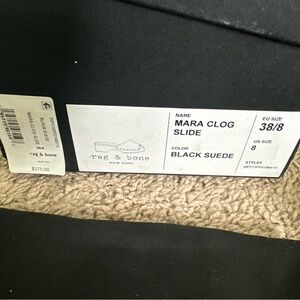 NAME
MARA CLOG
SLIDE
COLOR
BLACK SUEDE
EU SIZE
38/8
US SIZE
8
STYLE#
rag & bone
NEW YORK
rag & bone
$375.00